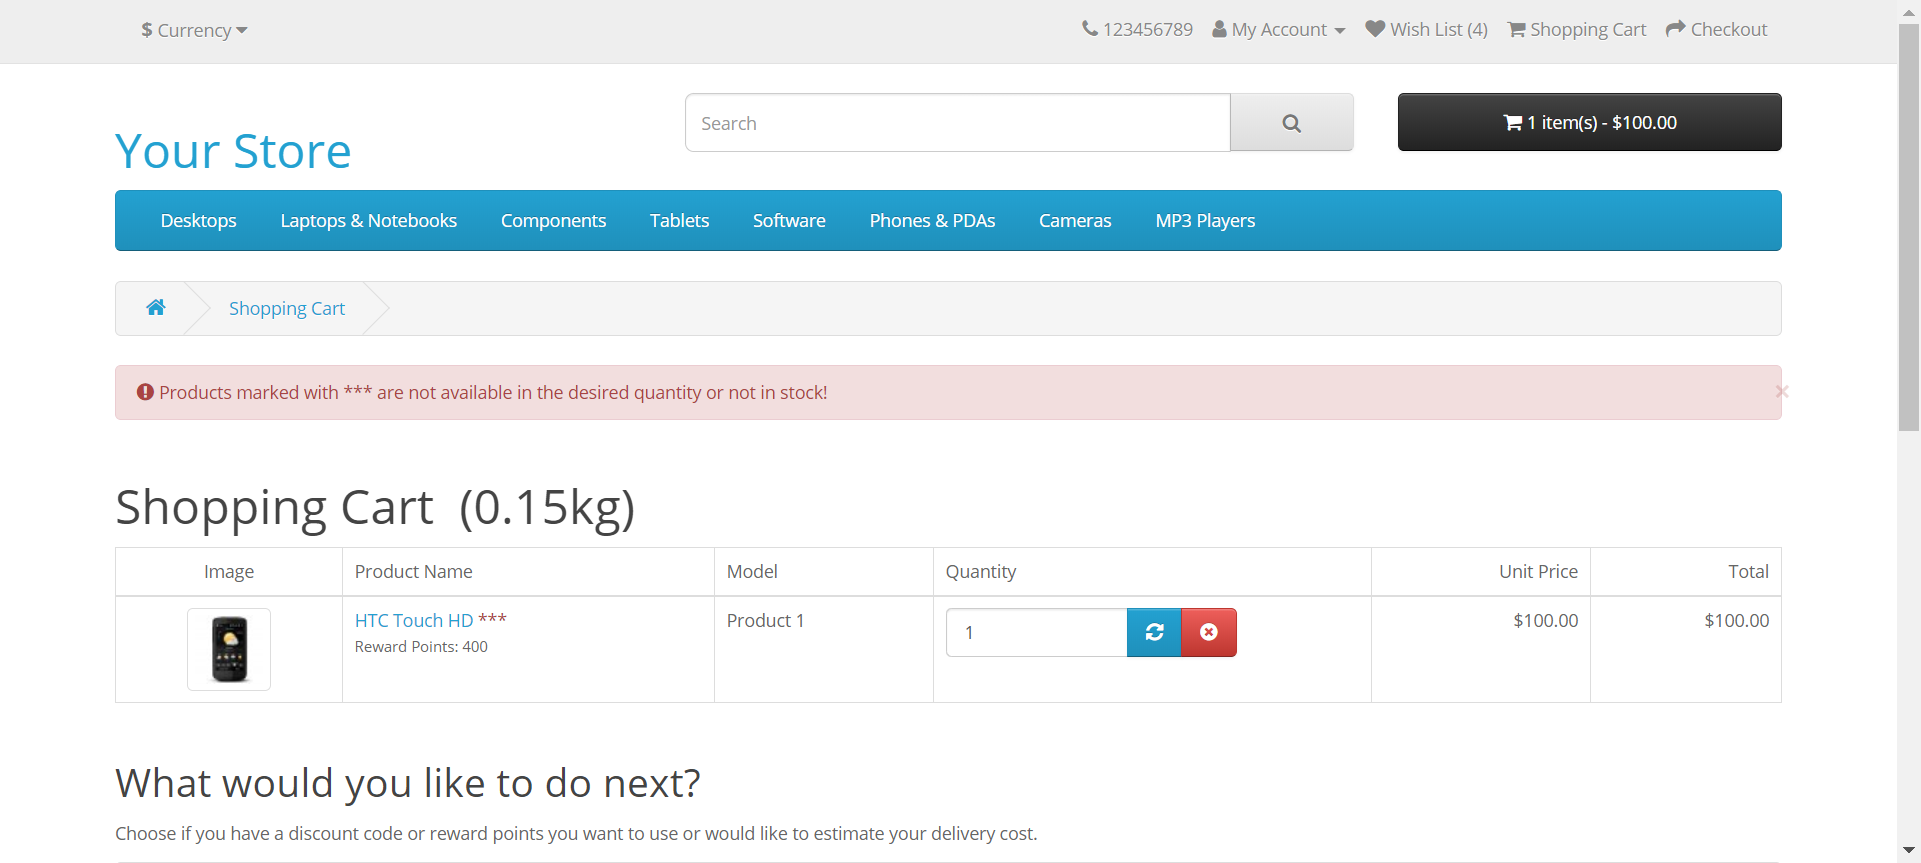 $ Currency
123456789 My Account Wish List (4) Shopping Cart Checkout
Search
1 item(s) - $100.00
Your Store
Desktops Laptops & Notebooks Components Tablets Software Phones & PDAs Cameras MP3 Players
Shopping Cart
Products marked with *** are not available in the desired quantity or not in stock!
×
Shopping Cart (0.15kg)
Image Product Name Model Quantity Unit Price Total
HTC Touch HD *** Product 1 1 $100.00 $100.00
Reward Points: 400
What would you like to do next?
Choose if you have a discount code or reward points you want to use or would like to estimate your delivery cost.